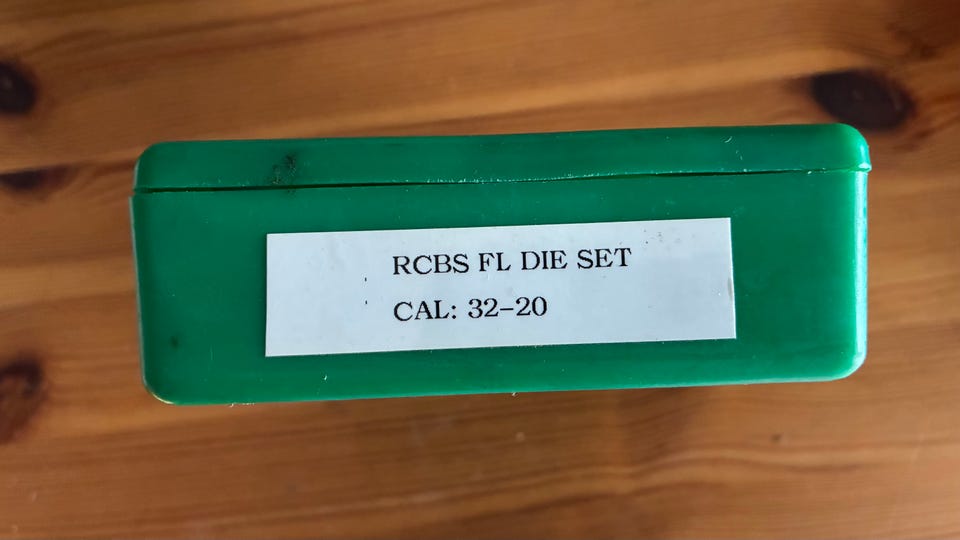 RCBS FL DIE SET
CAL: 32-20